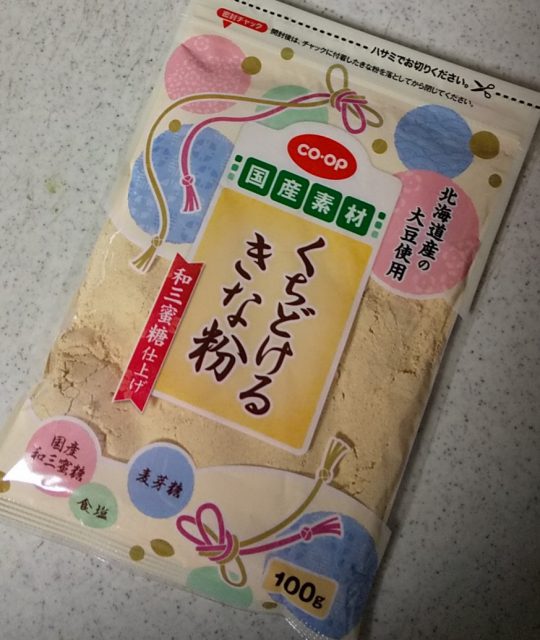 密封チャック
ハサミでお切りください。
開封後は、チャックに付着したきな粉を落としてから閉じてください。
CO・OP
国産素材
北海道産の
大豆使用
くちどける
きな粉
和三蜜糖仕上げ
国産
和三蜜糖
麦芽糖
食塩
100g